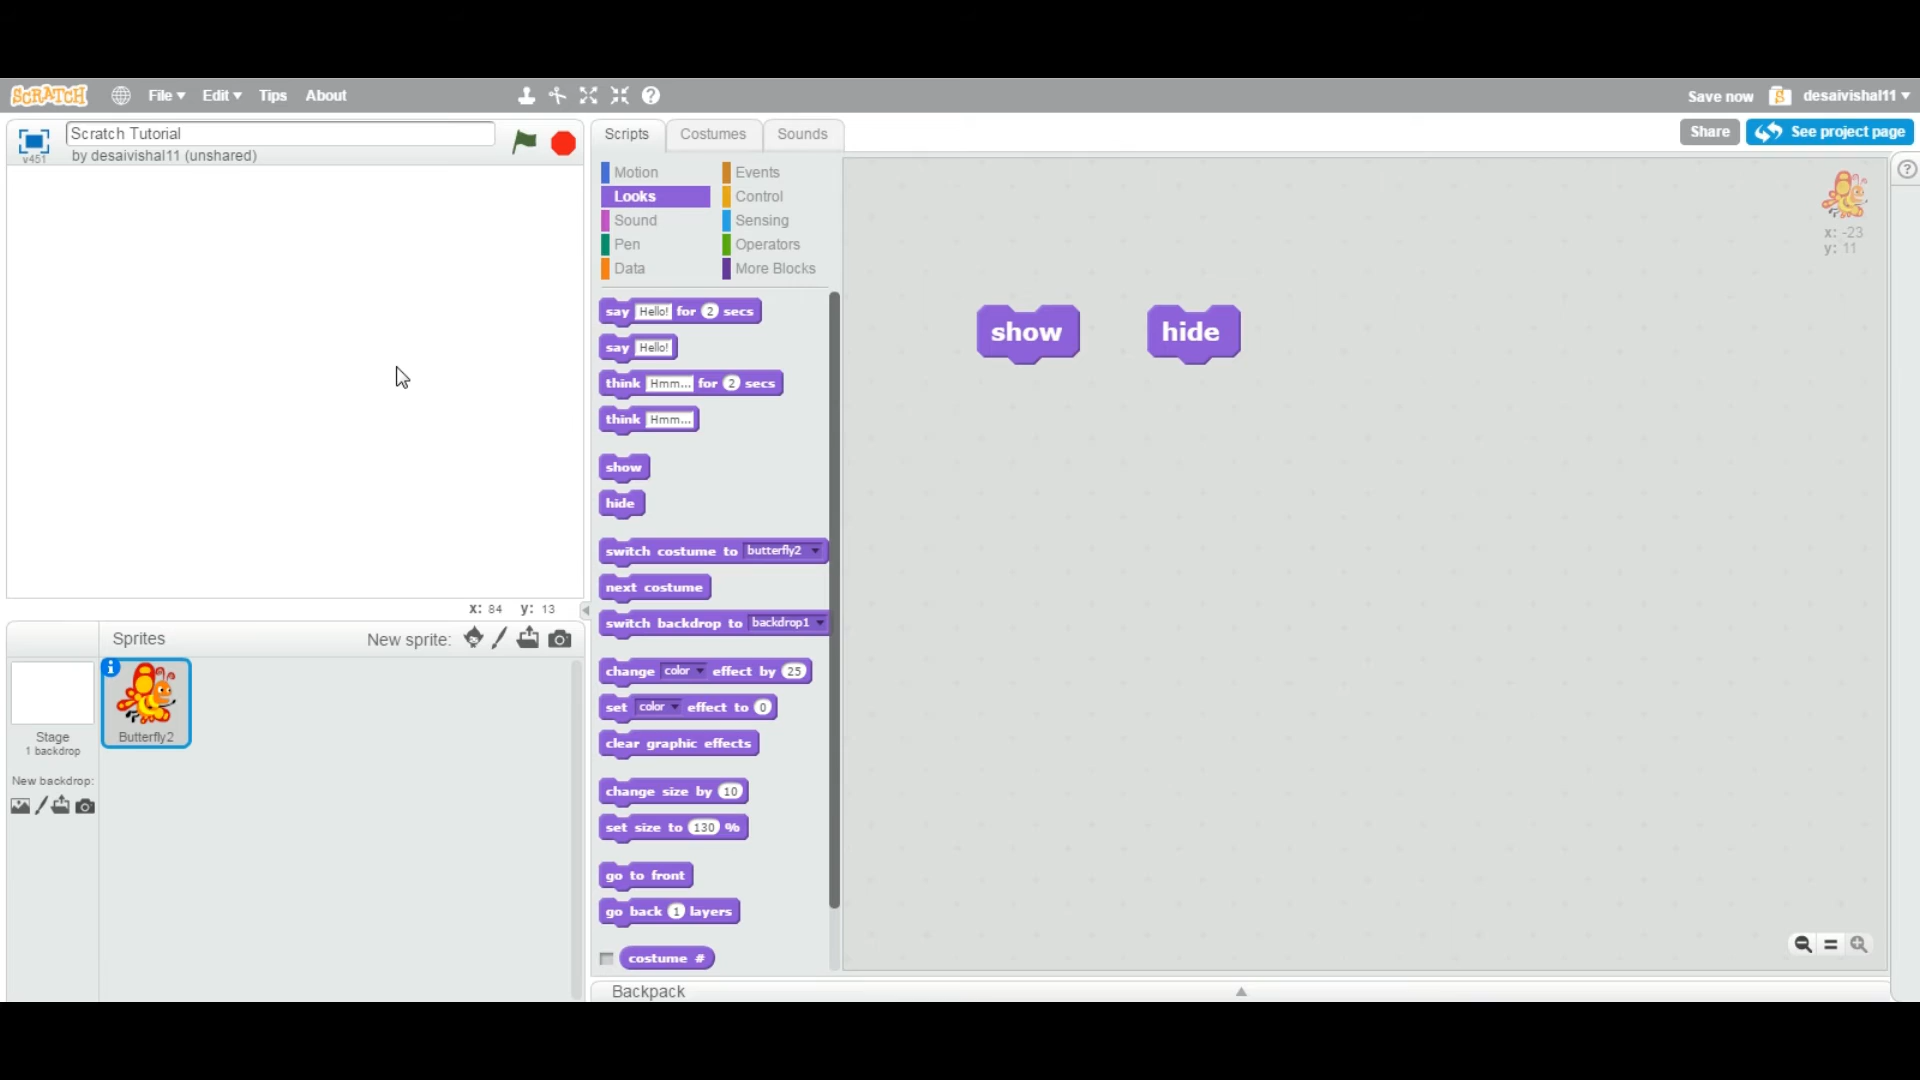 SCRATCH File Edit Tips About Save now desaivishal11
v451 Scratch Tutorial
by desaivishal11 (unshared)
Scripts Costumes Sounds
Share See project page
Motion Events
Looks Control
Sound Sensing
Pen Operators
Data More Blocks
x: -23
y: 11
say Hello! for 2 secs
say Hello!
think Hmm... for 2 secs
think Hmm...
show
hide
switch costume to butterfly2
next costume
switch backdrop to backdrop1
change color effect by 25
set color effect to 0
clear graphic effects
change size by 10
set size to 130 %
go to front
go back 1 layers
costume #
show hide
x: 84 y: 13
Sprites New sprite:
Stage
1 backdrop
Butterfly2
New backdrop:
Backpack